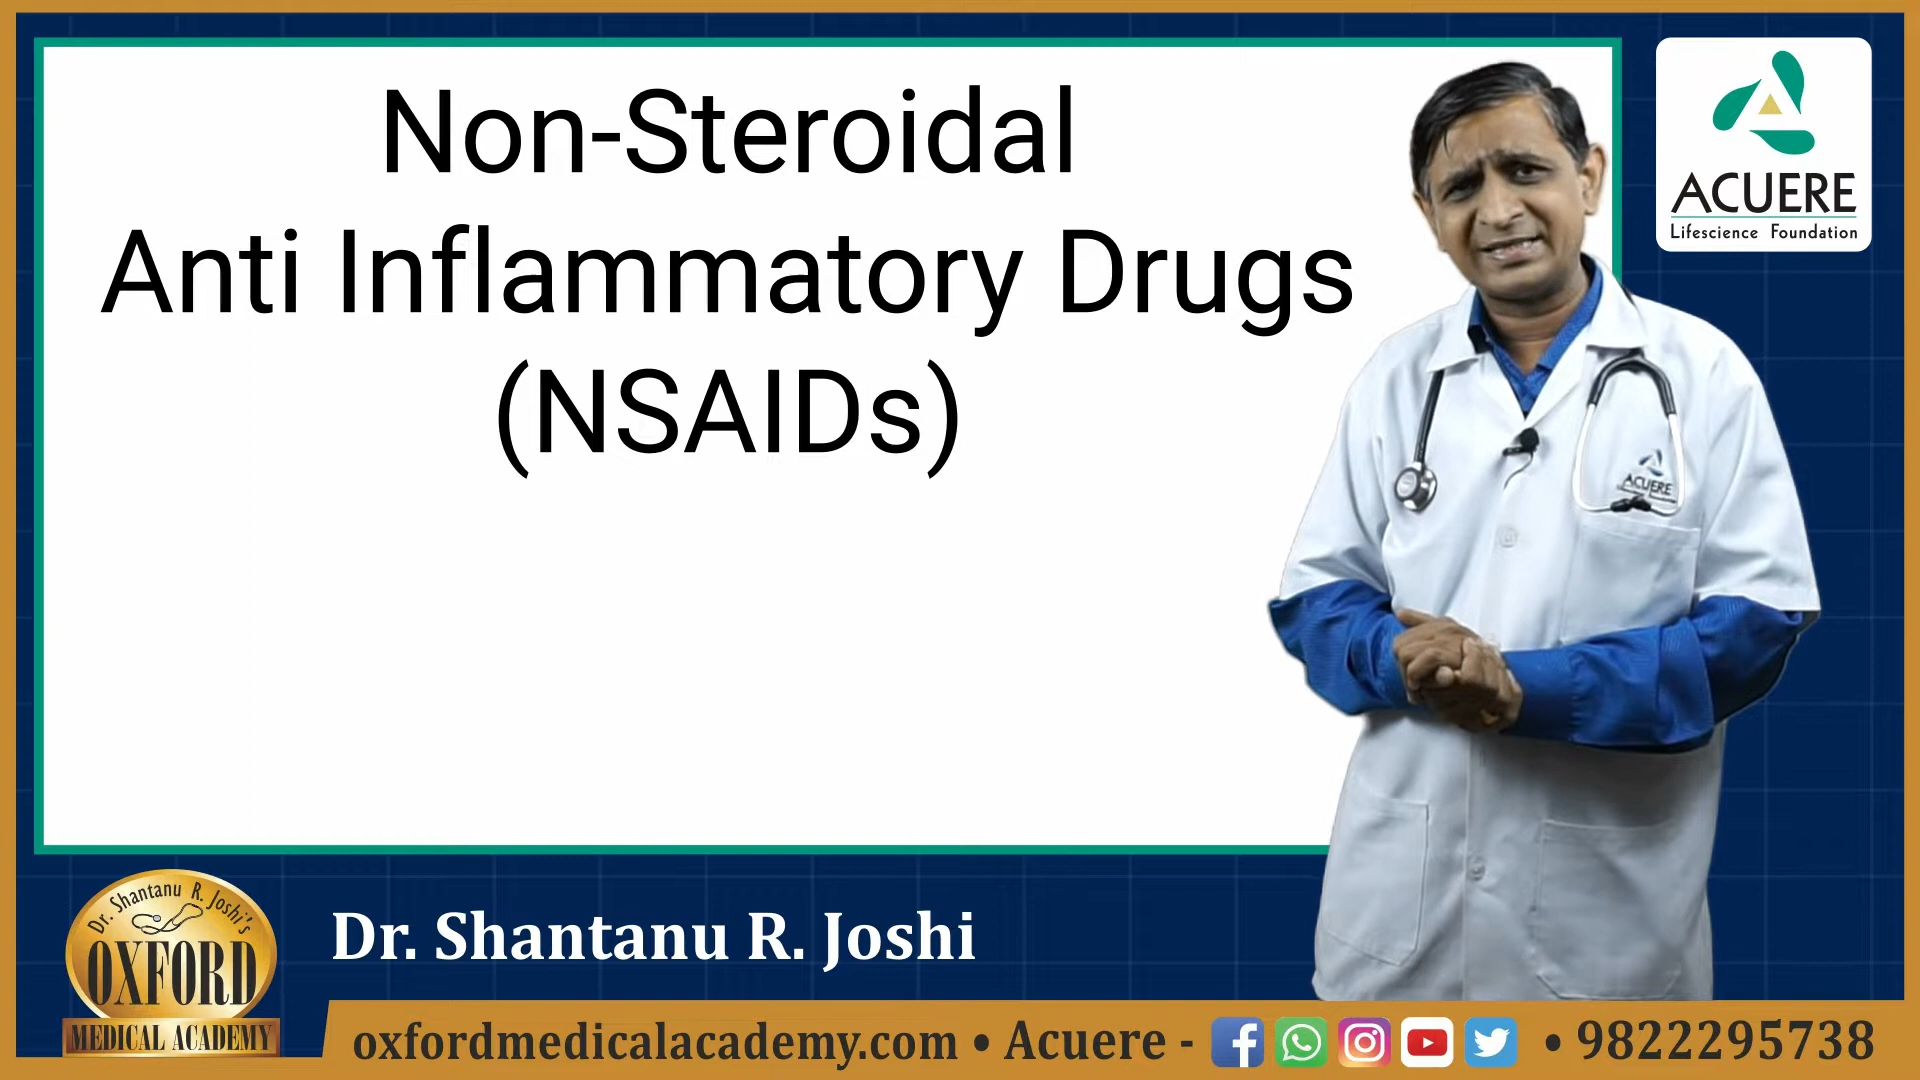 Non-Steroidal
Anti Inflammatory Drugs
(NSAIDs)
ACUERE
Lifescience Foundation
ACUERE
Dr. Shantanu R. Joshi's
OXFORD
MEDICAL ACADEMY
Dr. Shantanu R. Joshi
oxfordmedicalacademy.com • Acuere - • 9822295738